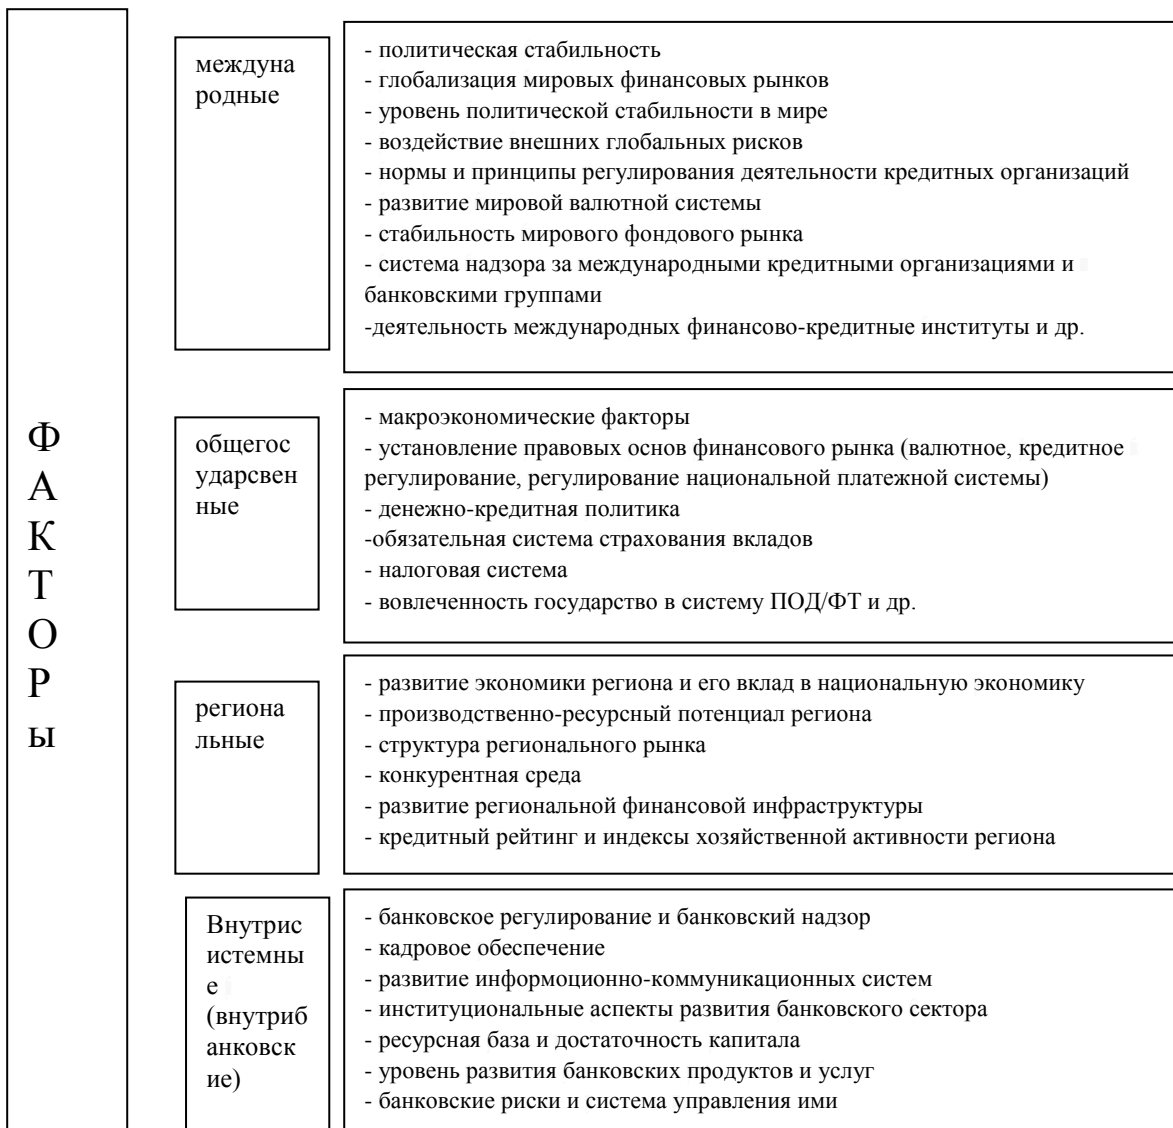 Ф
А
К
Т
О
Р
ы
междуна
родные
- политическая стабильность
- глобализация мировых финансовых рынков
- уровень политической стабильности в мире
- воздействие внешних глобальных рисков
- нормы и принципы регулирования деятельности кредитных организаций
- развитие мировой валютной системы
- стабильность мирового фондового рынка
- система надзора за международными кредитными организациями и
банковскими группами
-деятельность международных финансово-кредитные институты и др.
общегос
ударсвен
ные
- макроэкономические факторы
- установление правовых основ финансового рынка (валютное, кредитное
регулирование, регулирование национальной платежной системы)
- денежно-кредитная политика
-обязательная система страхования вкладов
- налоговая система
- вовлеченность государство в систему ПОД/ФТ и др.
региона
льные
- развитие экономики региона и его вклад в национальную экономику
- производственно-ресурсный потенциал региона
- структура регионального рынка
- конкурентная среда
- развитие региональной финансовой инфраструктуры
- кредитный рейтинг и индексы хозяйственной активности региона
Внутрис
истемны
е
(внутриб
анковск
ие)
- банковское регулирование и банковский надзор
- кадровое обеспечение
- развитие информоционно-коммуникационных систем
- институциональные аспекты развития банковского сектора
- ресурсная база и достаточность капитала
- уровень развития банковских продуктов и услуг
- банковские риски и система управления ими